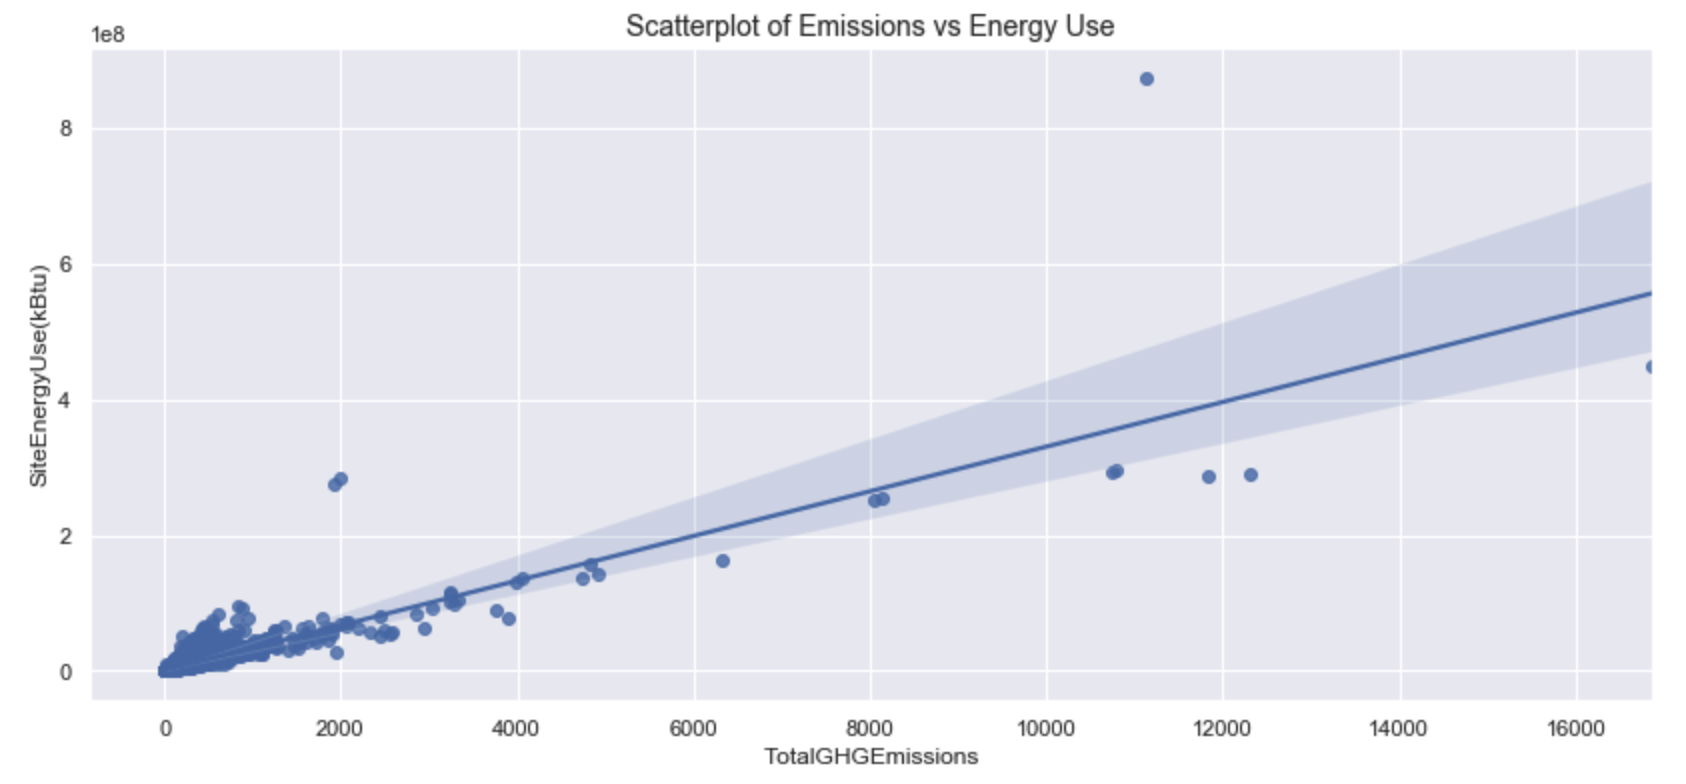 Scatterplot of Emissions vs Energy Use
1e8
8
6
4
2
0
SiteEnergyUse(kBtu)
0 2000 4000 6000 8000 10000 12000 14000 16000
TotalGHGEmissions